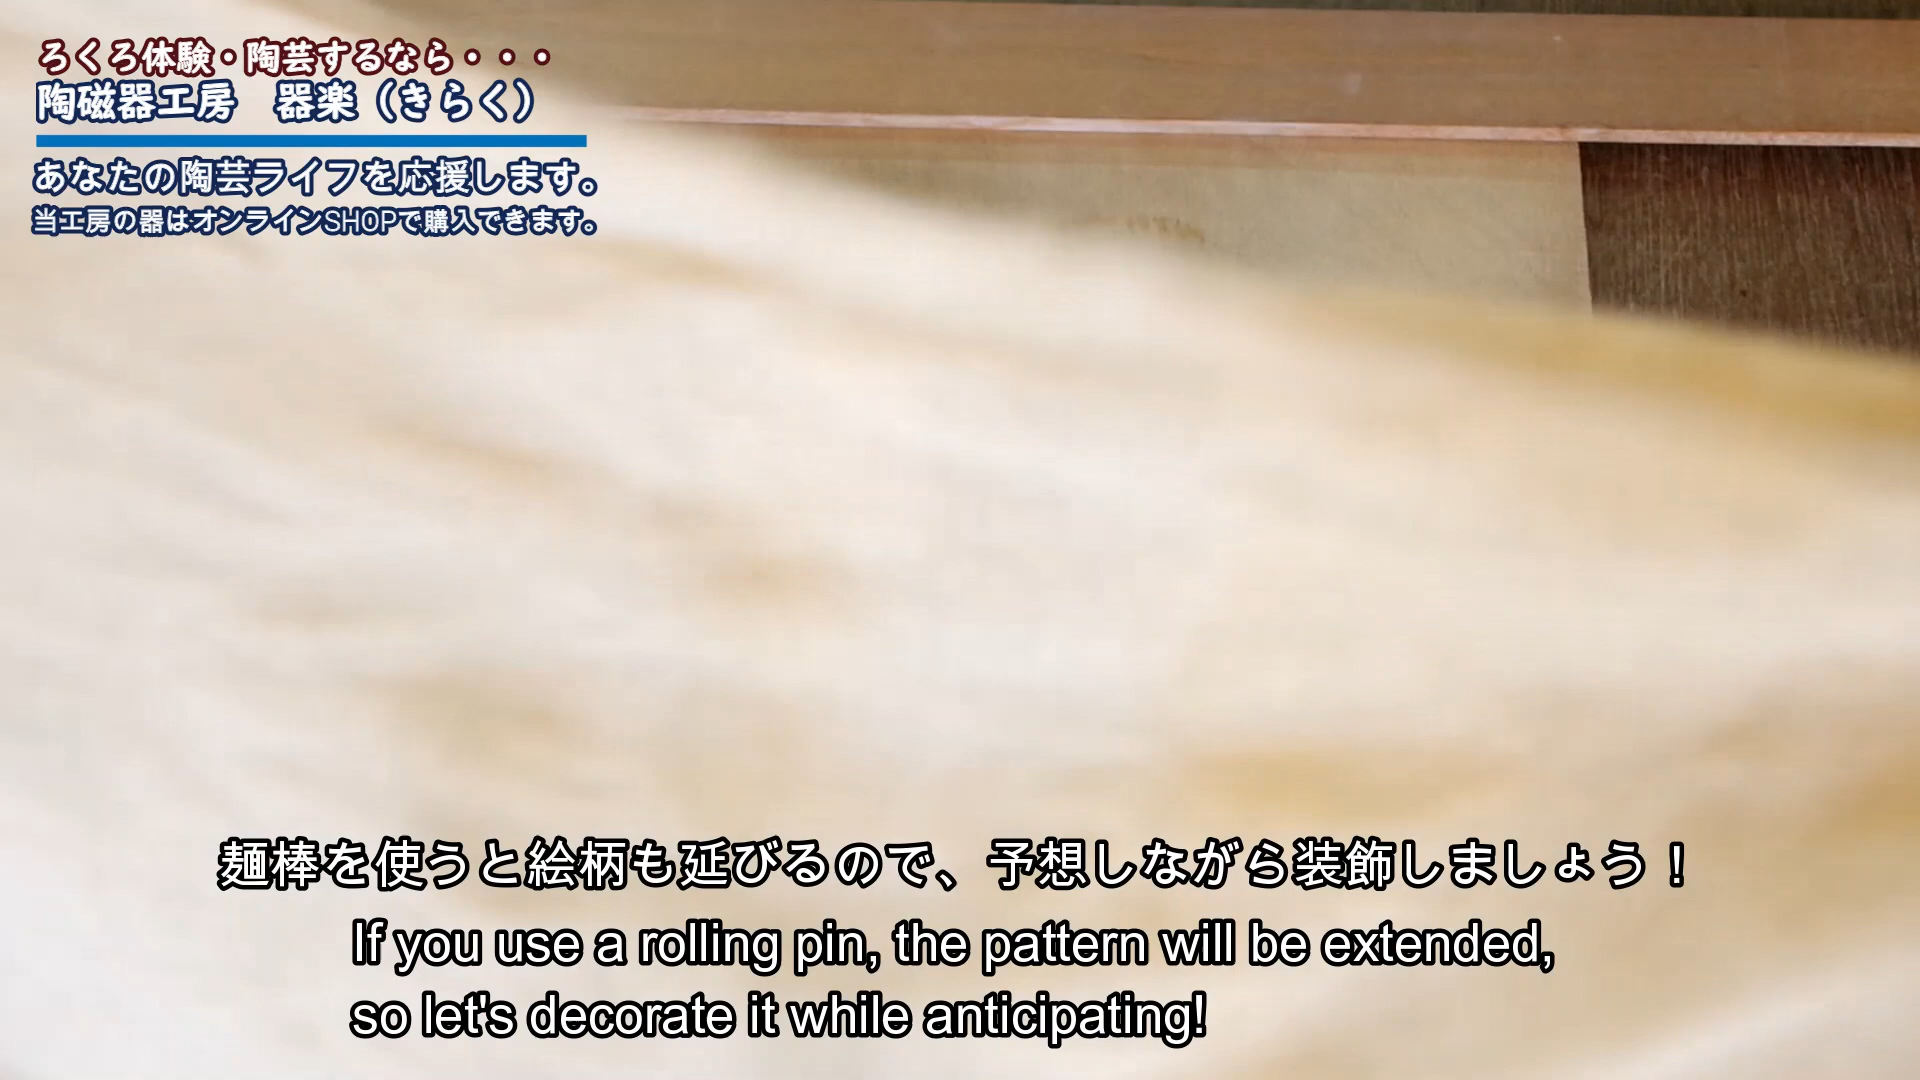 ろくろ体験・陶芸するなら・・・
陶磁器工房　器楽（きらく）
あなたの陶芸ライフを応援します。
当工房の器はオンラインSHOPで購入できます。
麺棒を使うと絵柄も延びるので、予想しながら装飾しましょう！
If you use a rolling pin, the pattern will be extended,
so let's decorate it while anticipating!